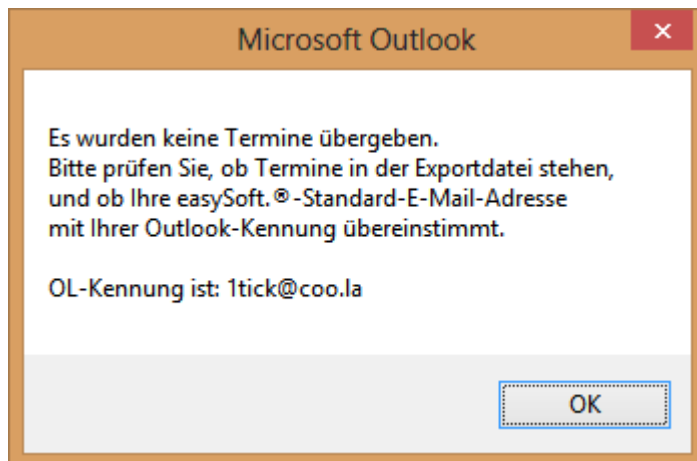 Microsoft Outlook
Es wurden keine Termine übergeben.
Bitte prüfen Sie, ob Termine in der Exportdatei stehen,
und ob Ihre easySoft.®-Standard-E-Mail-Adresse
mit Ihrer Outlook-Kennung übereinstimmt.
OL-Kennung ist: 1tick@coo.la
OK